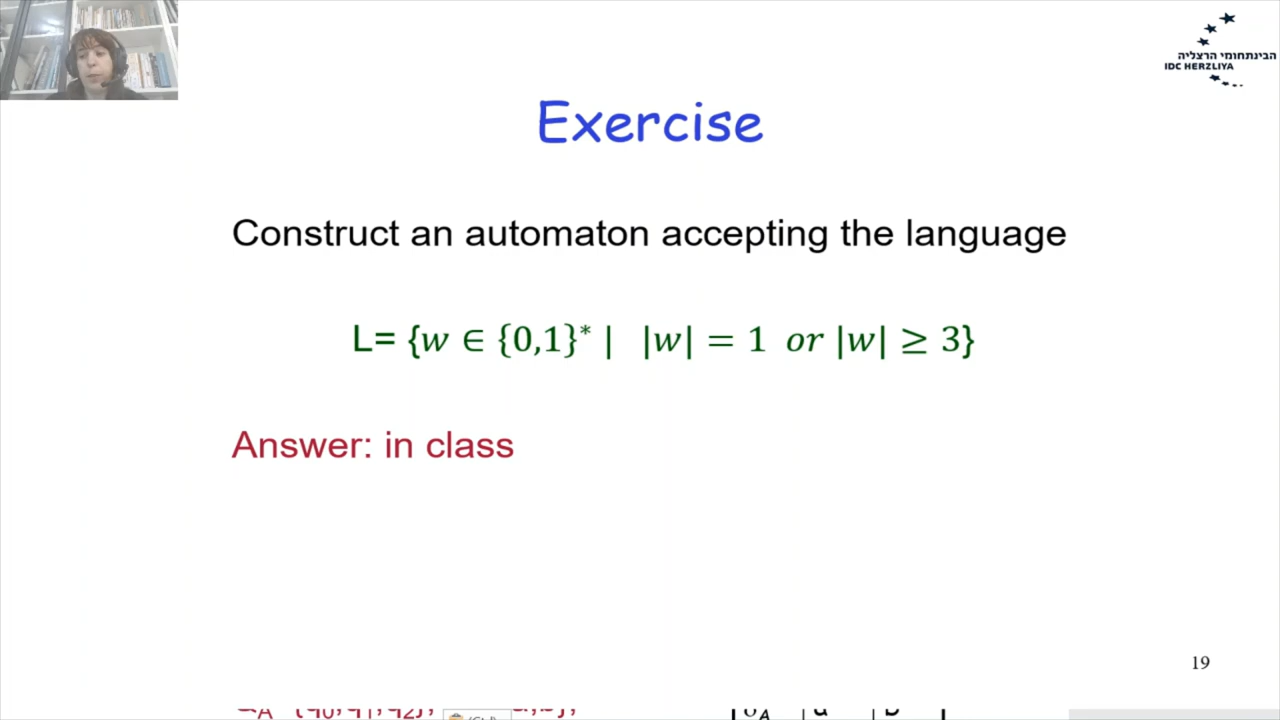 הבינתחומי הרצליה
IDC HERZLIYA
Exercise
Construct an automaton accepting the language
L= {𝑤 ∈ {0,1}* | |𝑤| = 1 or |𝑤| ≥ 3}
Answer: in class
19